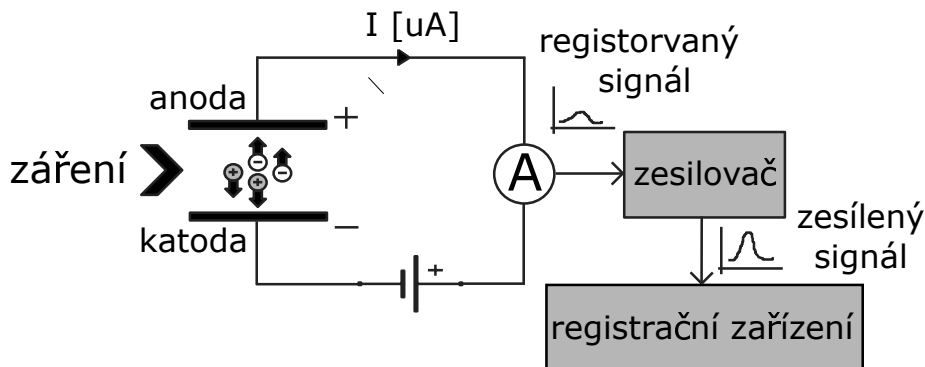 I [uA]
registorvaný
signál
anoda
+
záření
A
zesilovač
katoda
−
+
zesílený
signál
registrační zařízení